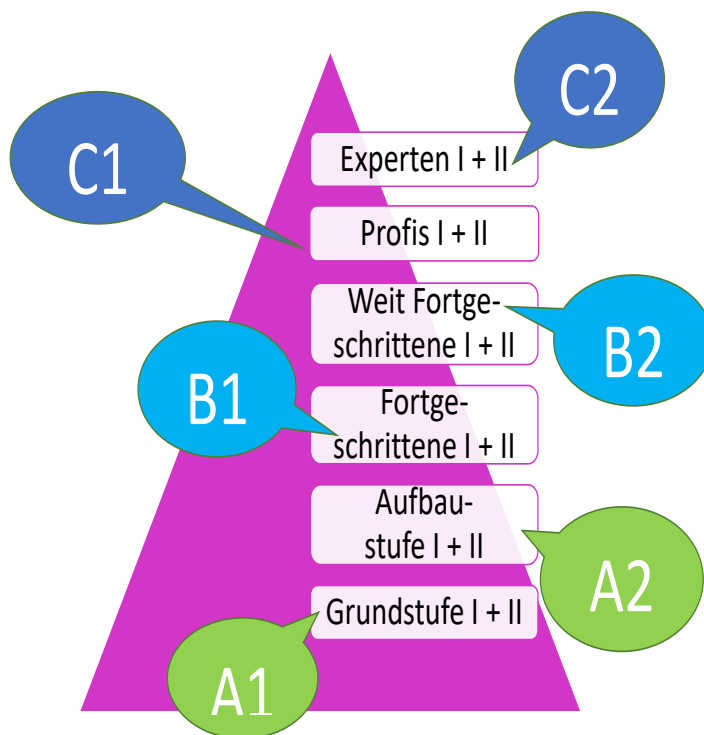 C2
Experten I + II
C1
Profis I + II
Weit Fortge-
schrittene I + II
B2
B1
Fortge-
schrittene I + II
Aufbau-
stufe I + II
A2
Grundstufe I + II
A1